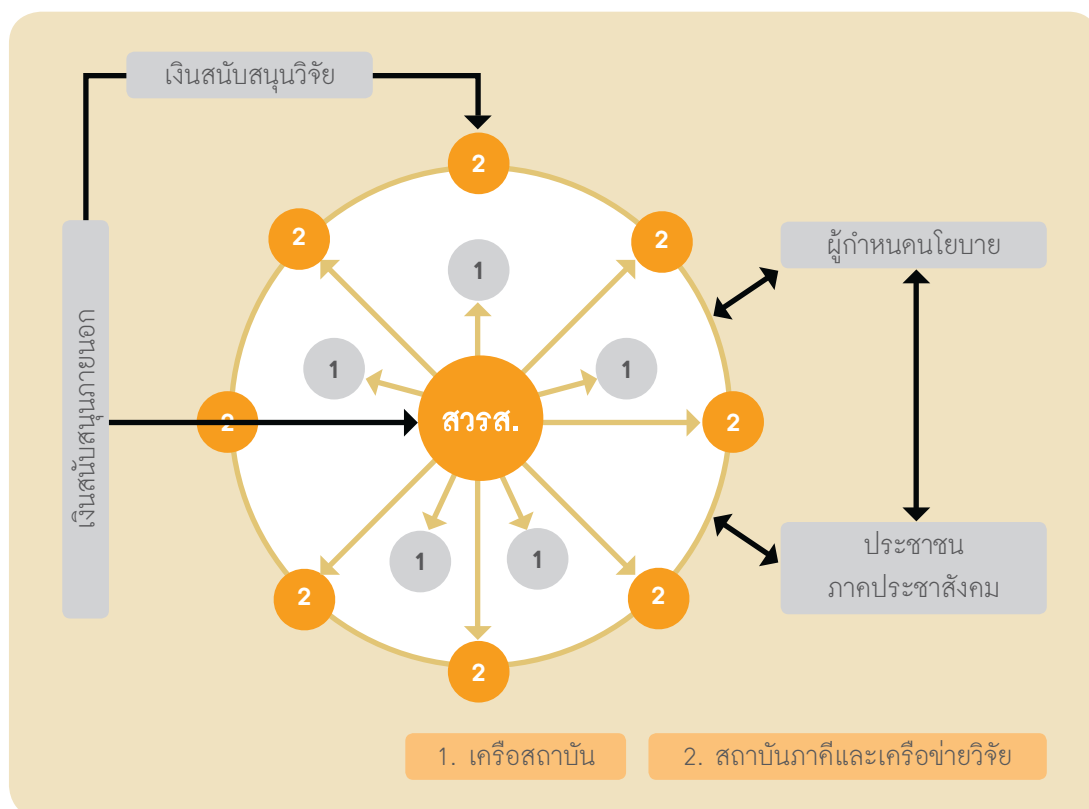 เงินสนับสนุนวิจัย
2
2
2
ผู้กำหนดนโยบาย
1
เงินสนับสนุนภายนอก
1
1
สวรส.
2
2
ประชาชน
ภาคประชาสังคม
1
1
2
2
2
1. เครือสถาบัน
2. สถาบันภาคีและเครือข่ายวิจัย